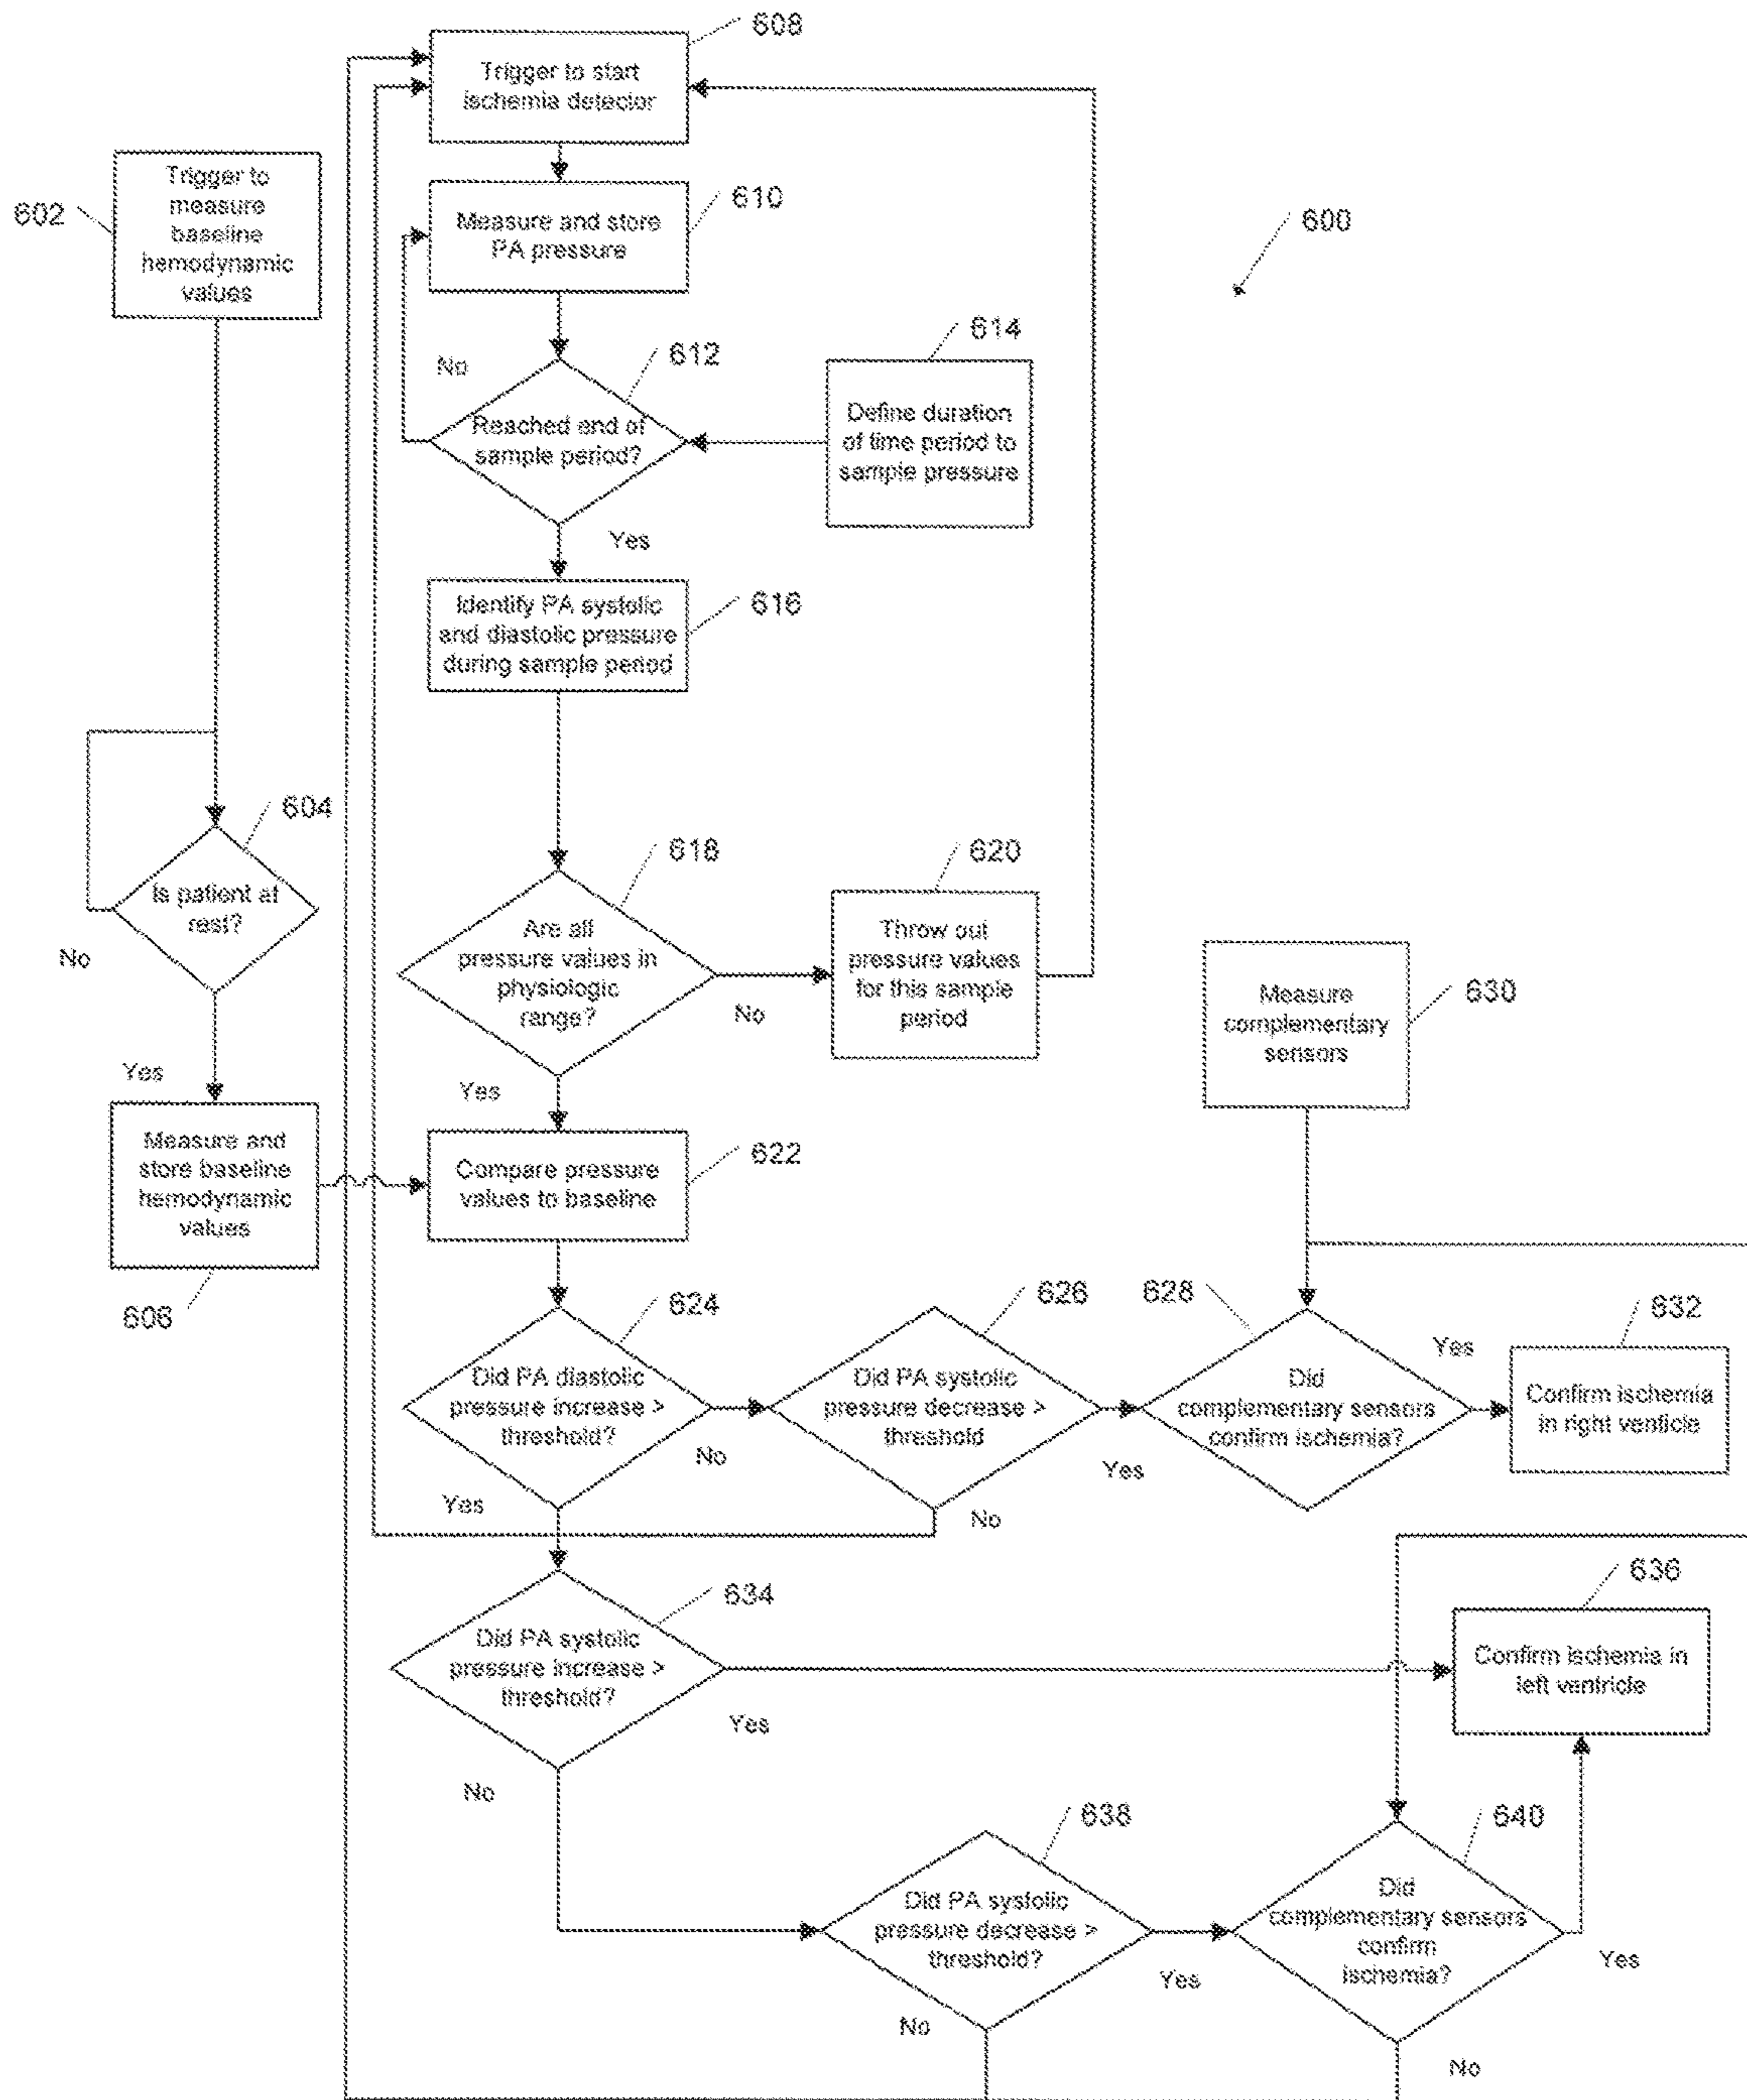 608
Trigger to start
ischemia detector
602
Trigger to
measure
baseline
hemodynamic
values
610
Measure and store
PA pressure
600
612
No
Reached end of
sample period?
Yes
614
Define duration
of time period to
sample pressure
616
Identify PA systolic
and diastolic pressure
during sample period
604
Is patient at
rest?
No
Yes
618
Are all
pressure values in
physiologic
range?
No
Yes
620
Throw out
pressure values
for this sample
period
630
Measure
complementary
sensors
606
Measure and
store baseline
hemodynamic
values
622
Compare pressure
values to baseline
624
Did PA diastolic
pressure increase >
threshold?
No
Yes
626
Did PA systolic
pressure decrease >
threshold
Yes
No
628
Did
complementary sensors
confirm ischemia?
Yes
632
Confirm ischemia
in right venticle
634
Did PA systolic
pressure increase >
threshold?
Yes
No
636
Confirm ischemia in
left ventricle
638
Did PA systolic
pressure decrease >
threshold?
Yes
No
640
Did
complementary sensors
confirm
ischemia?
Yes
No